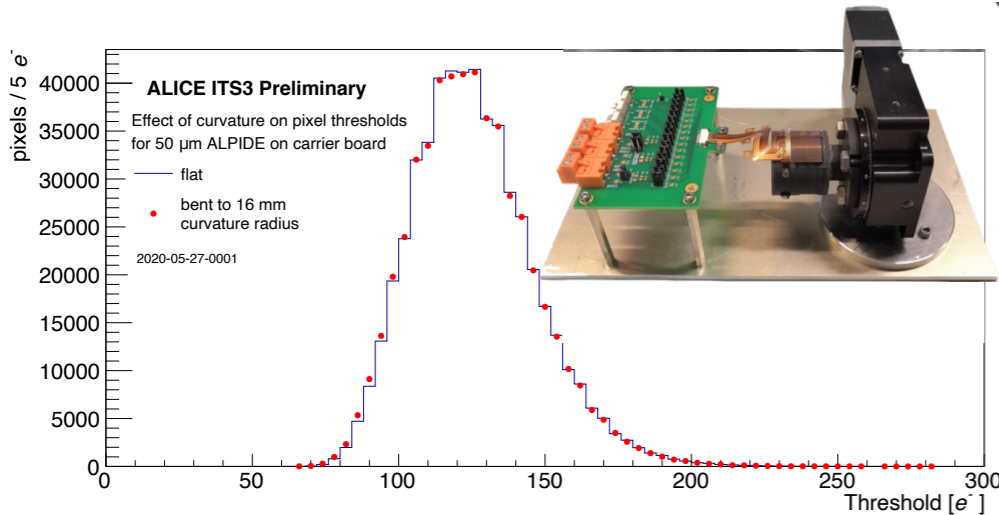 pixels / 5 e⁻
40000
35000
30000
25000
20000
15000
10000
5000
0
ALICE ITS3 Preliminary
Effect of curvature on pixel thresholds
for 50 μm ALPIDE on carrier board
flat
bent to 16 mm
curvature radius
2020-05-27-0001
0 50 100 150 200 250 300
Threshold [e⁻]